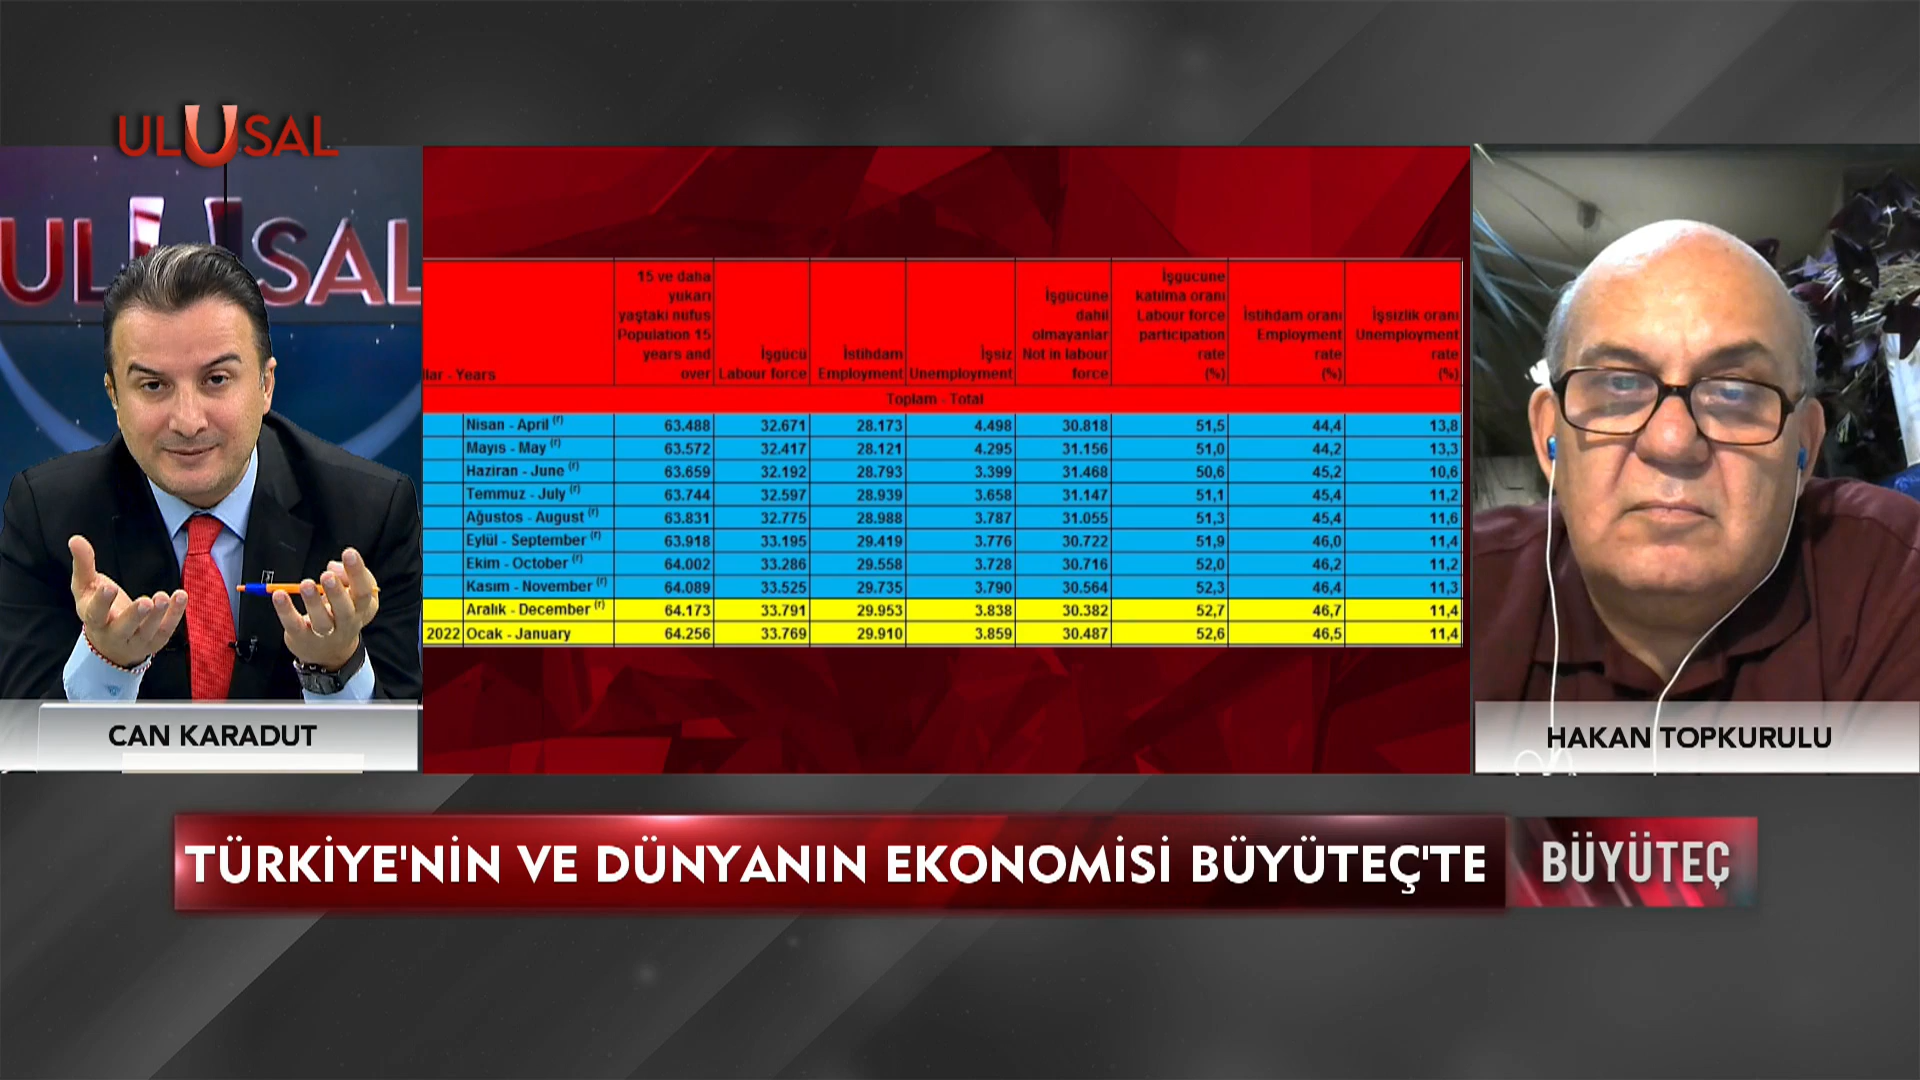 ULUSAL
ULUSAL
15 ve daha
yukarı
yaştaki nüfus
Population 15
years and
over
İşgücü
Labour force
İstihdam
Employment
İşsiz
Unemployment
İşgücüne
dahil
olmayanlar
Not in labour
force
İşgücüne
katılma oranı
Labour force
participation
rate
(%)
İstihdam oranı
Employment
rate
(%)
İşsizlik oranı
Unemployment
rate
(%)
llar - Years
Toplam - Total
Nisan - April (r) 63.488 32.671 28.173 4.498 30.818 51,5 44,4 13,8
Mayıs - May (r) 63.572 32.417 28.121 4.295 31.156 51,0 44,2 13,3
Haziran - June (r) 63.659 32.192 28.793 3.399 31.468 50,6 45,2 10,6
Temmuz - July (r) 63.744 32.597 28.939 3.658 31.147 51,1 45,4 11,2
Ağustos - August (r) 63.831 32.775 28.988 3.787 31.055 51,3 45,4 11,6
Eylül - September (r) 63.918 33.195 29.419 3.776 30.722 51,9 46,0 11,4
Ekim - October (r) 64.002 33.286 29.558 3.728 30.716 52,0 46,2 11,2
Kasım - November (r) 64.089 33.525 29.735 3.790 30.564 52,3 46,4 11,3
Aralık - December (r) 64.173 33.791 29.953 3.838 30.382 52,7 46,7 11,4
2022 Ocak - January 64.256 33.769 29.910 3.859 30.487 52,6 46,5 11,4
CAN KARADUT
HAKAN TOPKURULU
TÜRKİYE'NİN VE DÜNYANIN EKONOMİSİ BÜYÜTEÇ'TE
BÜYÜTEÇ